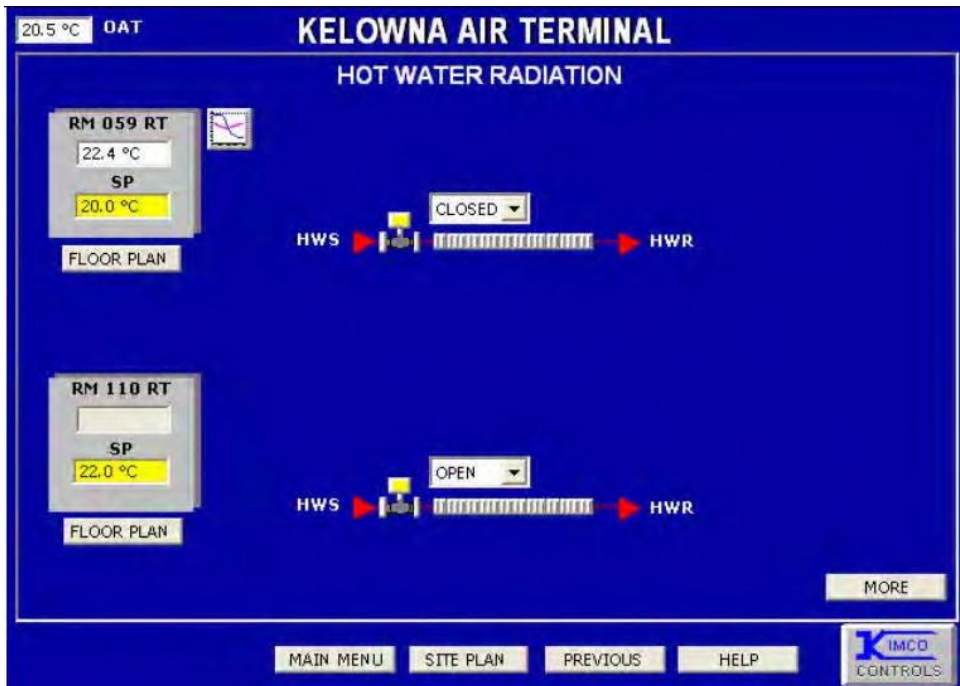 20.5 °C OAT
KELOWNA AIR TERMINAL
HOT WATER RADIATION
RM 059 RT
22.4 °C
SP
20.0 °C
FLOOR PLAN
CLOSED
HWS
HWR
RM 110 RT
SP
22.0 °C
FLOOR PLAN
OPEN
HWS
HWR
MORE
MAIN MENU
SITE PLAN
PREVIOUS
HELP
KIMCO
CONTROLS